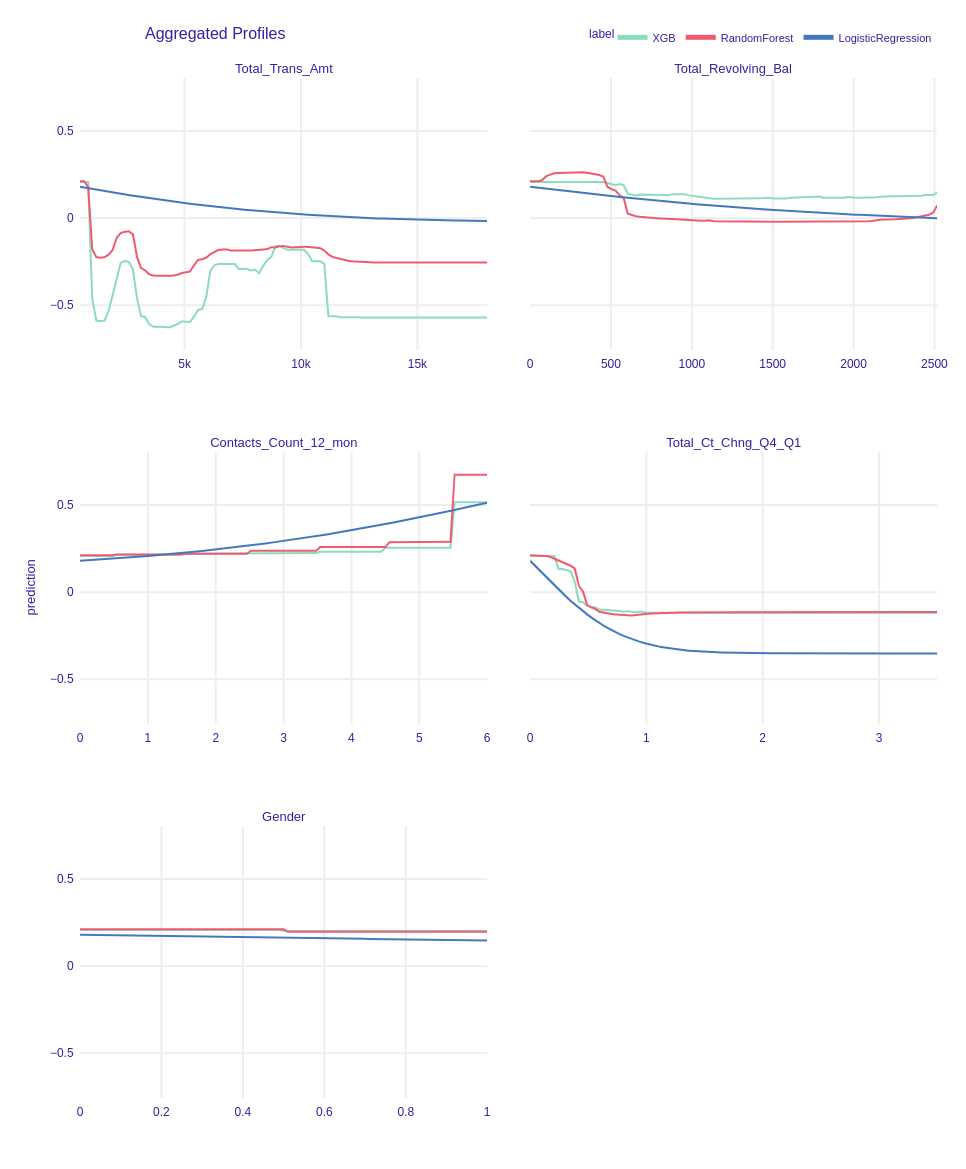 Aggregated Profiles
label XGB RandomForest LogisticRegression
Total_Trans_Amt
0.5
0
−0.5
5k 10k 15k
Total_Revolving_Bal
0 500 1000 1500 2000 2500
prediction
Contacts_Count_12_mon
0.5
0
−0.5
0 1 2 3 4 5 6
Total_Ct_Chng_Q4_Q1
0 1 2 3
Gender
0.5
0
−0.5
0 0.2 0.4 0.6 0.8 1